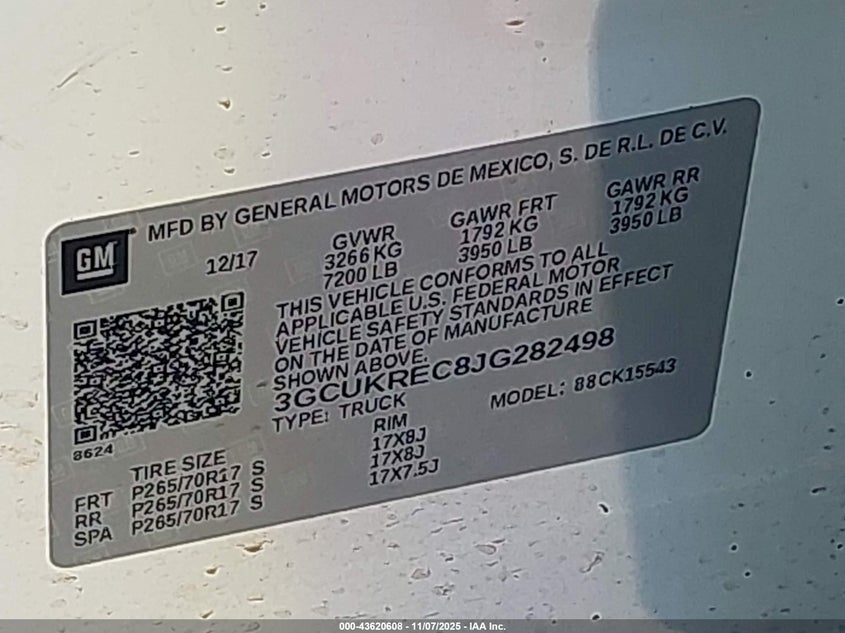 MFD BY GENERAL MOTORS DE MEXICO, S. DE R.L. DE C.V.
GM
12/17
GVWR
3266 KG
7200 LB
GAWR FRT
1792 KG
3950 LB
GAWR RR
1792 KG
3950 LB
THIS VEHICLE CONFORMS TO ALL
APPLICABLE U.S. FEDERAL MOTOR
VEHICLE SAFETY STANDARDS IN EFFECT
ON THE DATE OF MANUFACTURE
SHOWN ABOVE.
3GCUKREC8JG282498
TYPE: TRUCK
MODEL: 88CK15543
8624
TIRE SIZE RIM
FRT P265/70R17 S 17X8J
RR P265/70R17 S 17X8J
SPA P265/70R17 S 17X7.5J
000-43620608 - 11/07/2025 - IAA Inc.